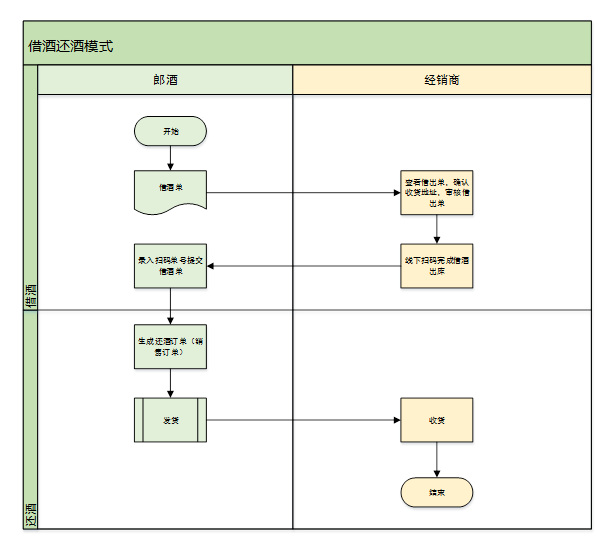 借酒还酒模式
郎酒
经销商
开始
借酒单
查看借出单，确认
收货地址，审核借
出单
录入扫码单号提交
借酒单
线下扫码完成借酒
出库
借酒
生成还酒订单（销
售订单）
发货
收货
结束
还酒